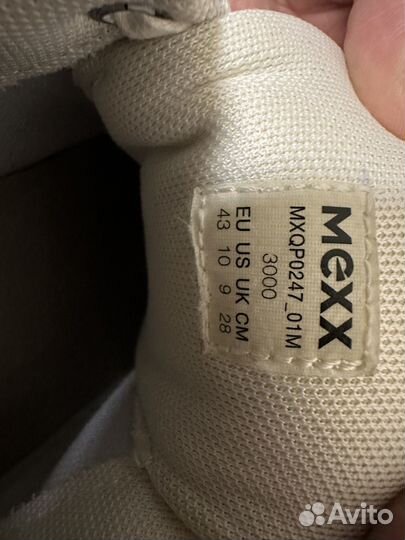 mexx
MXQP0247_01M
3000
EU US UK CM
43 10 9 28
Avito